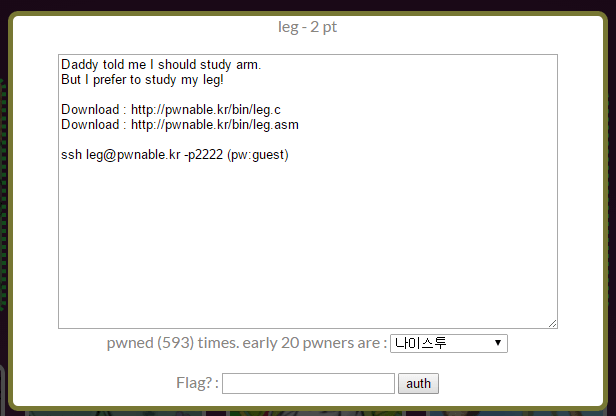 leg - 2 pt
Daddy told me I should study arm.
But I prefer to study my leg!
Download : http://pwnable.kr/bin/leg.c
Download : http://pwnable.kr/bin/leg.asm
ssh leg@pwnable.kr -p2222 (pw:guest)
pwned (593) times. early 20 pwners are : 나이스투
Flag? : auth